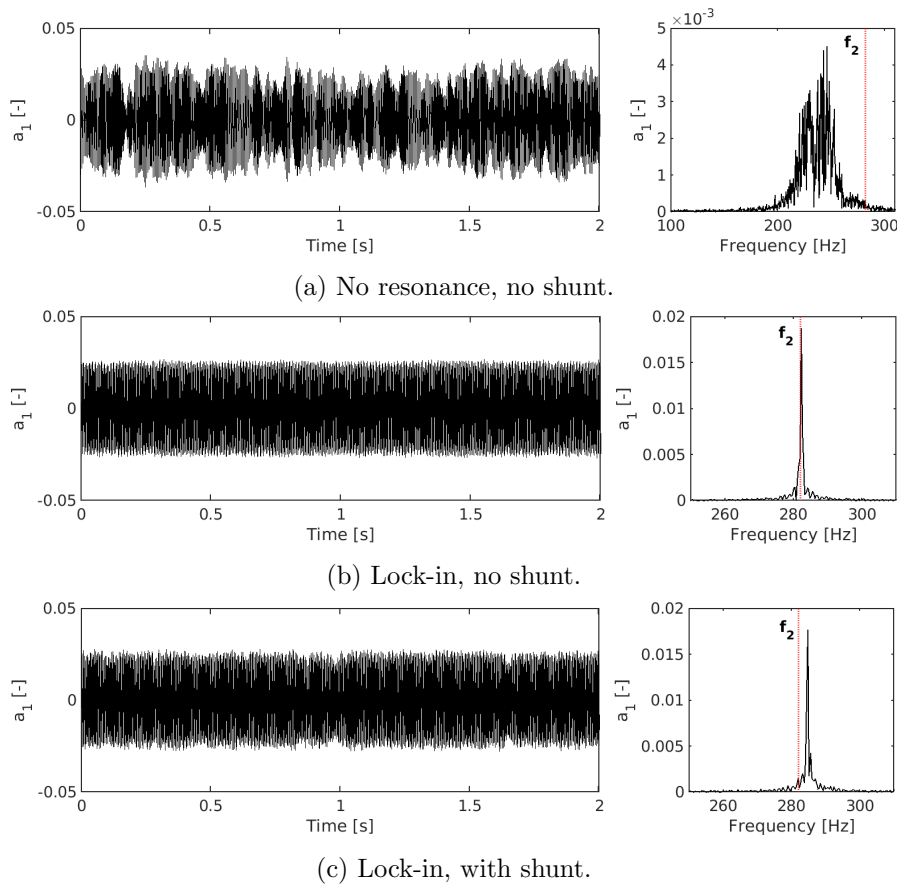 0.05
0
-0.05
a1 [-]
0 0.5 1 1.5 2
Time [s]
×10-3
5
4
3
2
1
0
a1 [-]
f2
100 200 300
Frequency [Hz]
(a) No resonance, no shunt.
0.05
0
-0.05
a1 [-]
0 0.5 1 1.5 2
Time [s]
0.02
0.015
0.01
0.005
0
a1 [-]
f2
260 280 300
Frequency [Hz]
(b) Lock-in, no shunt.
0.05
0
-0.05
a1 [-]
0 0.5 1 1.5 2
Time [s]
0.02
0.015
0.01
0.005
0
a1 [-]
f2
260 280 300
Frequency [Hz]
(c) Lock-in, with shunt.